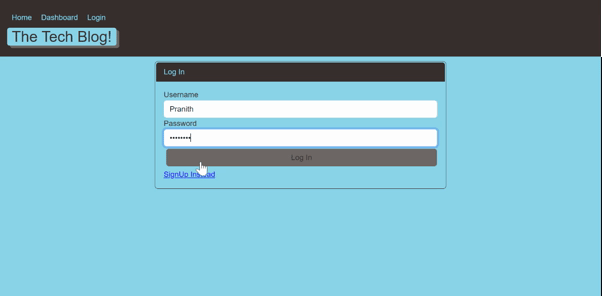 Home Dashboard Login
The Tech Blog!
Log In
Username
Pranith
Password
••••••••
Log In
SignUp Instead